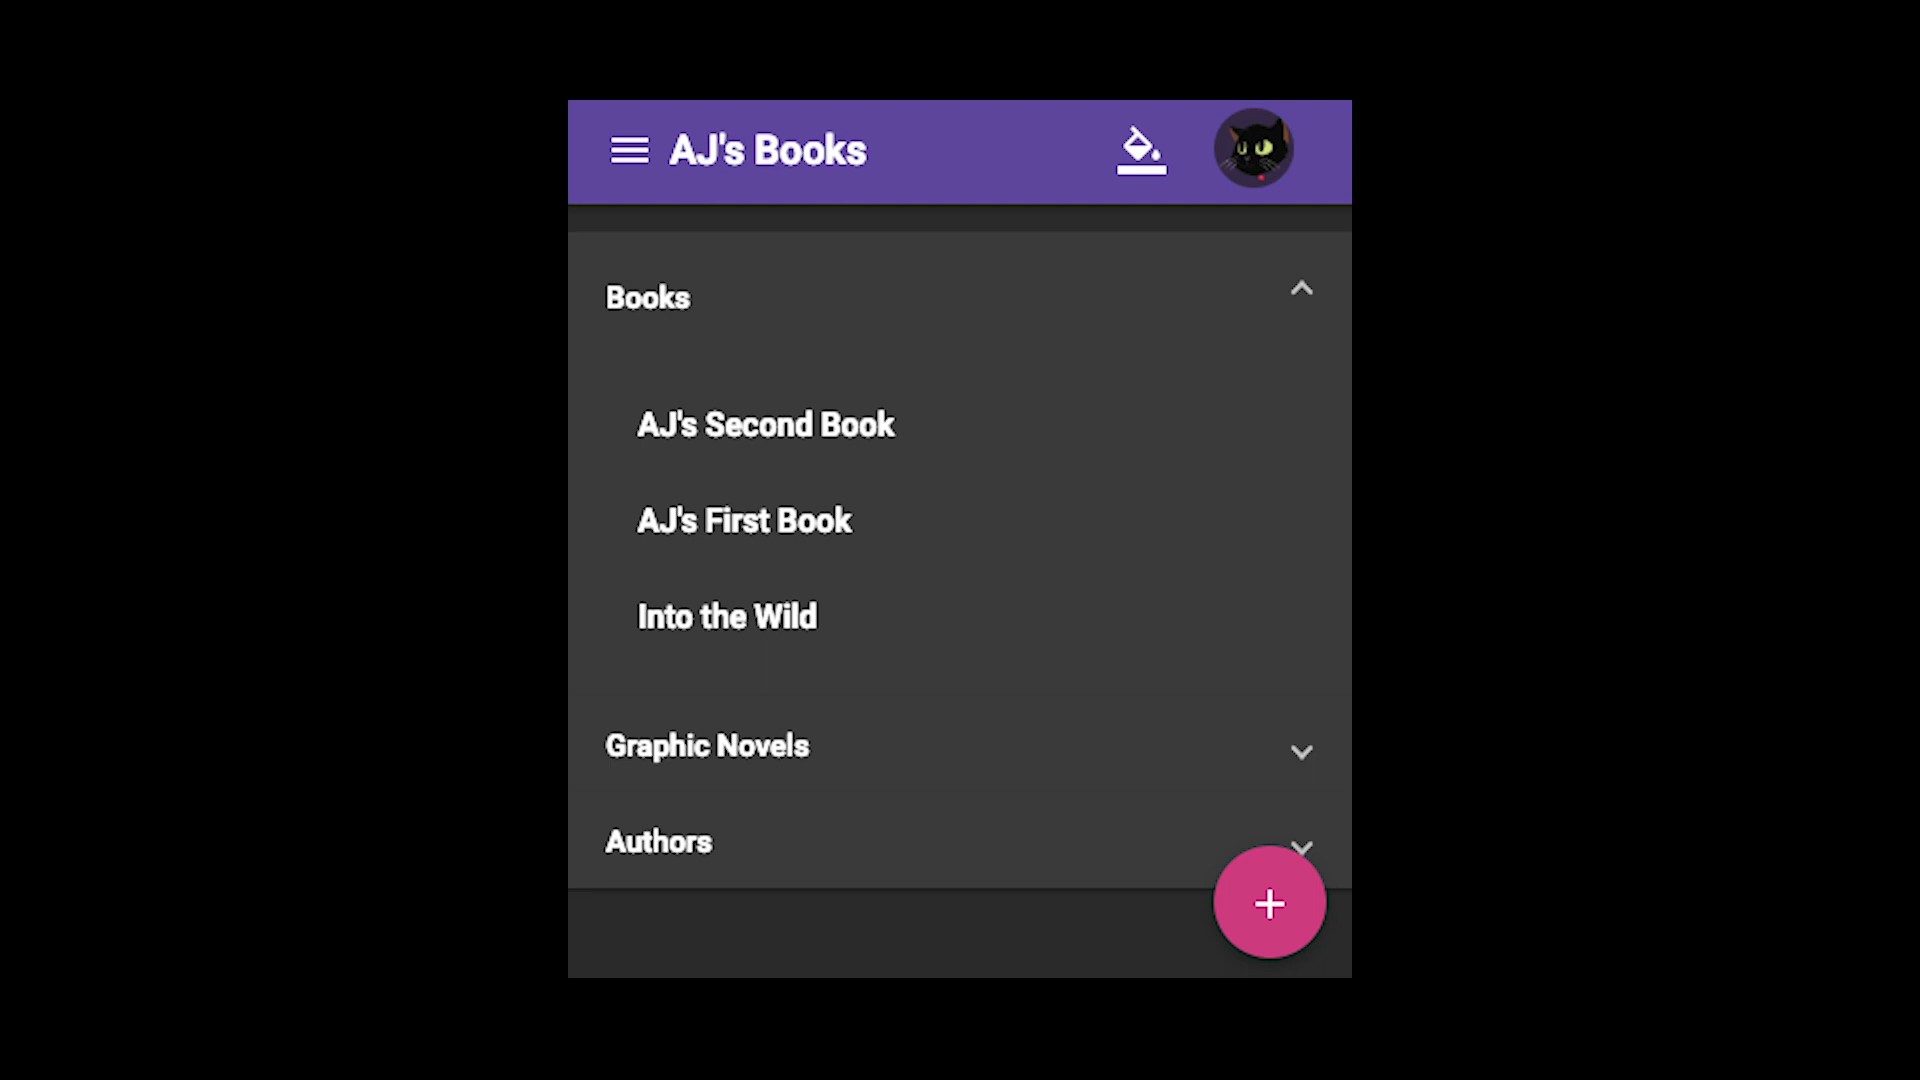 AJ's Books
Books
AJ's Second Book
AJ's First Book
Into the Wild
Graphic Novels
Authors